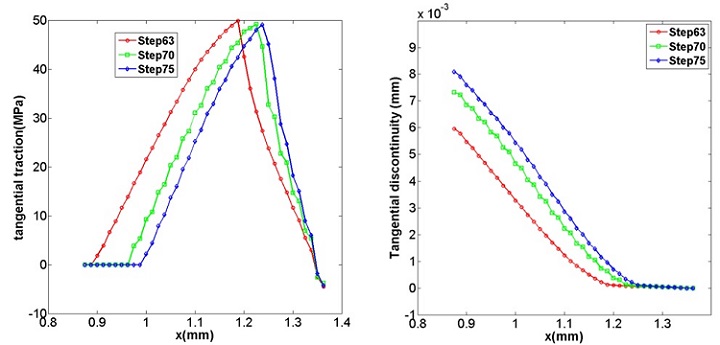 50
40
30
20
10
0
-10
0.8 0.9 1 1.1 1.2 1.3 1.4
x(mm)
tangential traction(MPa)
Step63
Step70
Step75
x 10⁻³
9
8
7
6
5
4
3
2
1
0
-1
0.8 0.9 1 1.1 1.2 1.3
x(mm)
Tangential discontinuity (mm)
Step63
Step70
Step75